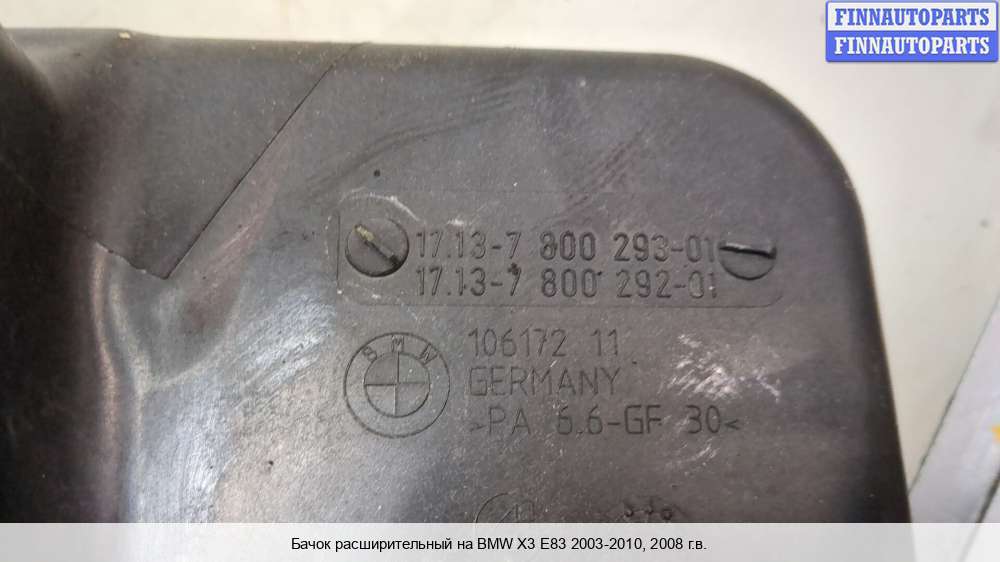 FINNAUTOPARTS
FINNAUTOPARTS
17.13-7 800 293-01
17.13-7 800 292-01
BMW
106172 11
GERMANY
>PA 6.6-GF 30<
Бачок расширительный на BMW X3 E83 2003-2010, 2008 г.в.